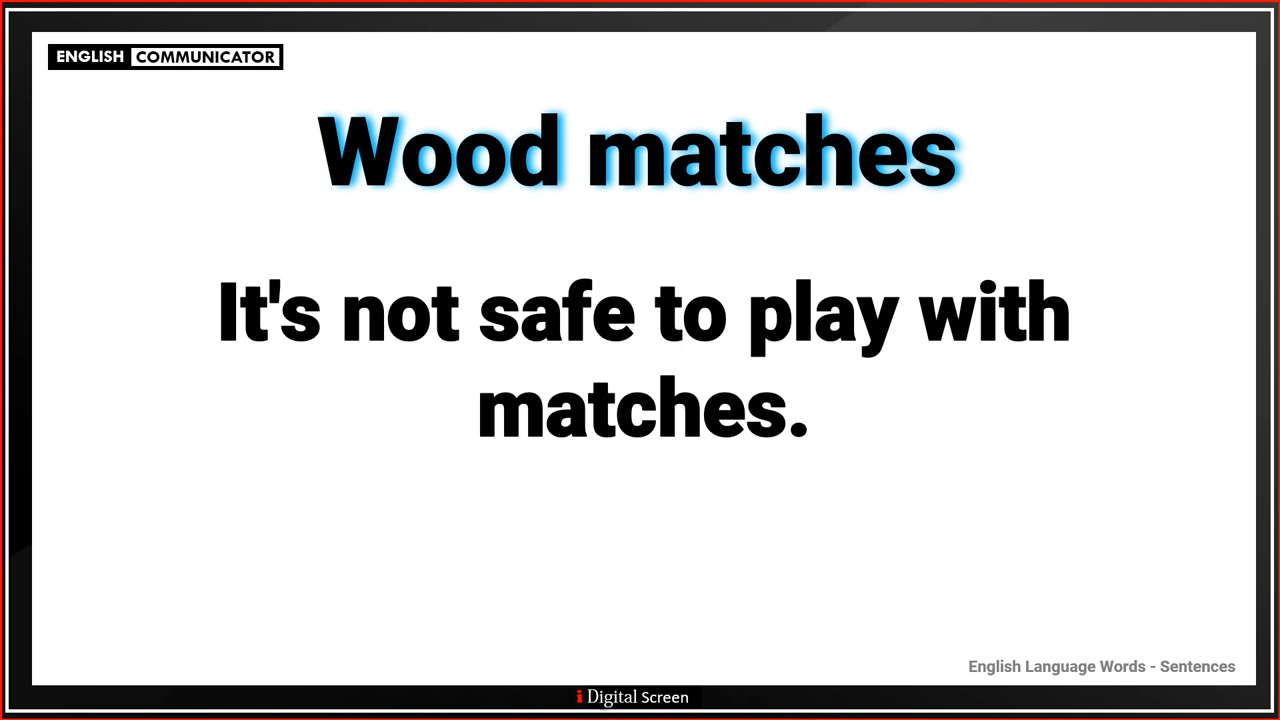 ENGLISH COMMUNICATOR
Wood matches
It's not safe to play with
matches.
English Language Words - Sentences
i Digital Screen